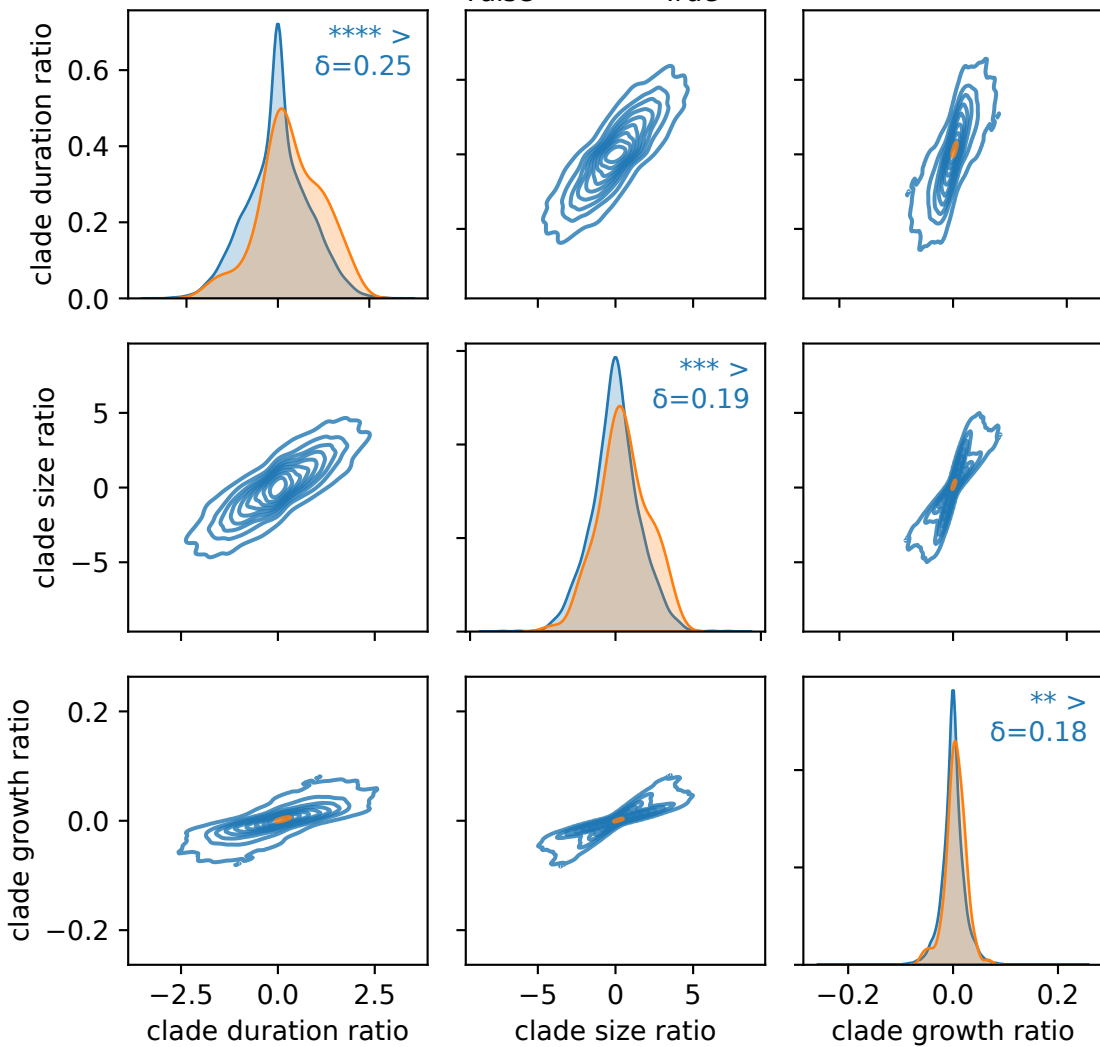 **** >
δ=0.25
clade duration ratio
0.6
0.4
0.2
0.0
*** >
δ=0.19
clade size ratio
5
0
−5
** >
δ=0.18
clade growth ratio
0.2
0.0
−0.2
−2.5 0.0 2.5
−5 0 5
−0.2 0.0 0.2
clade duration ratio
clade size ratio
clade growth ratio